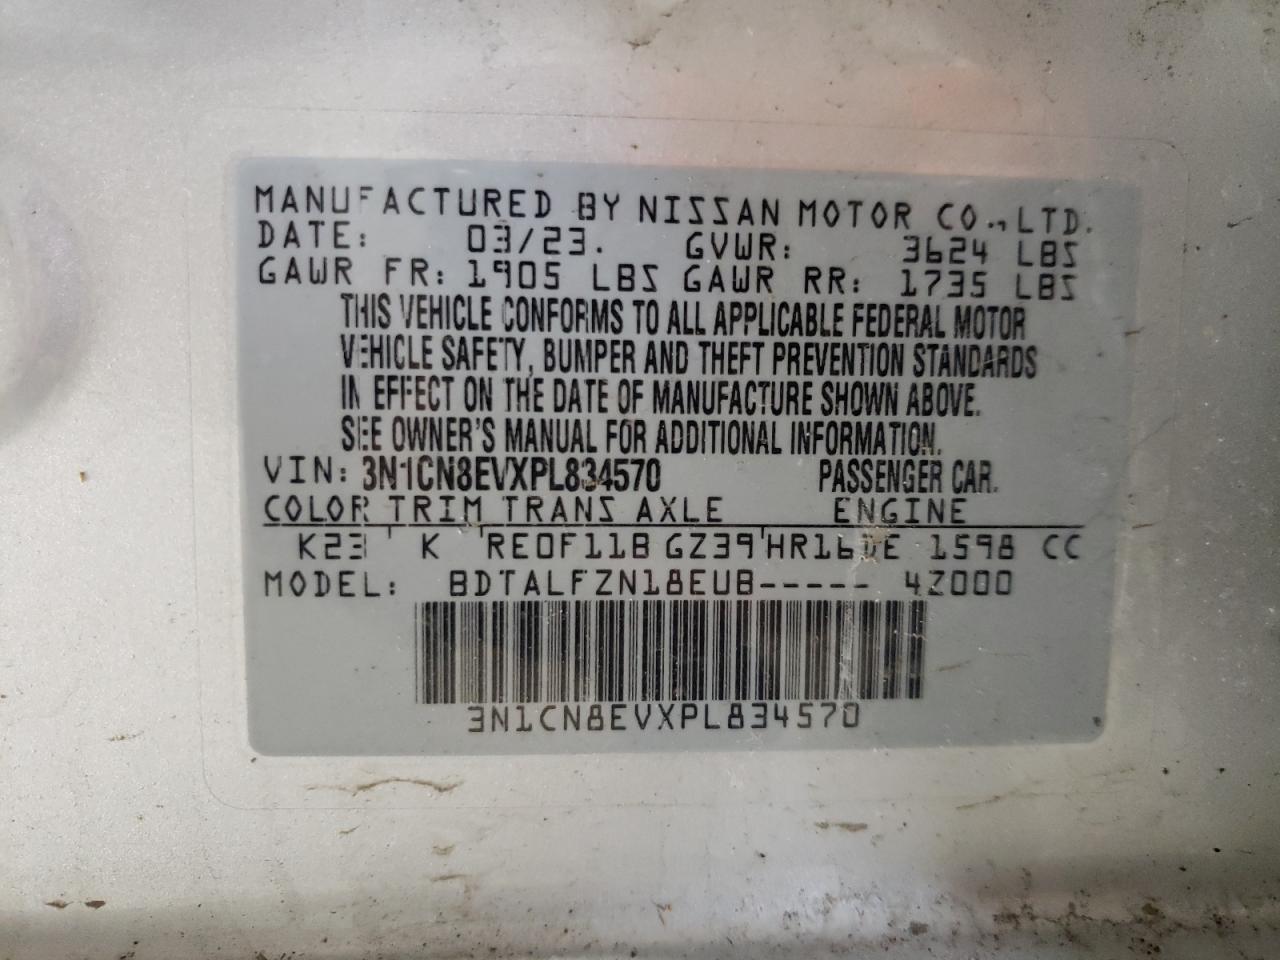 MANUFACTURED BY NISSAN MOTOR CO., LTD.
DATE: 03/23. GVWR: 3624 LBS
GAWR FR: 1905 LBS GAWR RR: 1735 LBS
THIS VEHICLE CONFORMS TO ALL APPLICABLE FEDERAL MOTOR
VEHICLE SAFETY, BUMPER AND THEFT PREVENTION STANDARDS
IN EFFECT ON THE DATE OF MANUFACTURE SHOWN ABOVE.
SEE OWNER'S MANUAL FOR ADDITIONAL INFORMATION.
VIN: 3N1CN8EVXPL834570 PASSENGER CAR.
COLOR TRIM TRANS AXLE ENGINE
K23 K RE0F11B GZ39 HR16DE 1598 CC
MODEL: BDTALFZN18EUB----- 4Z000
3N1CN8EVXPL834570